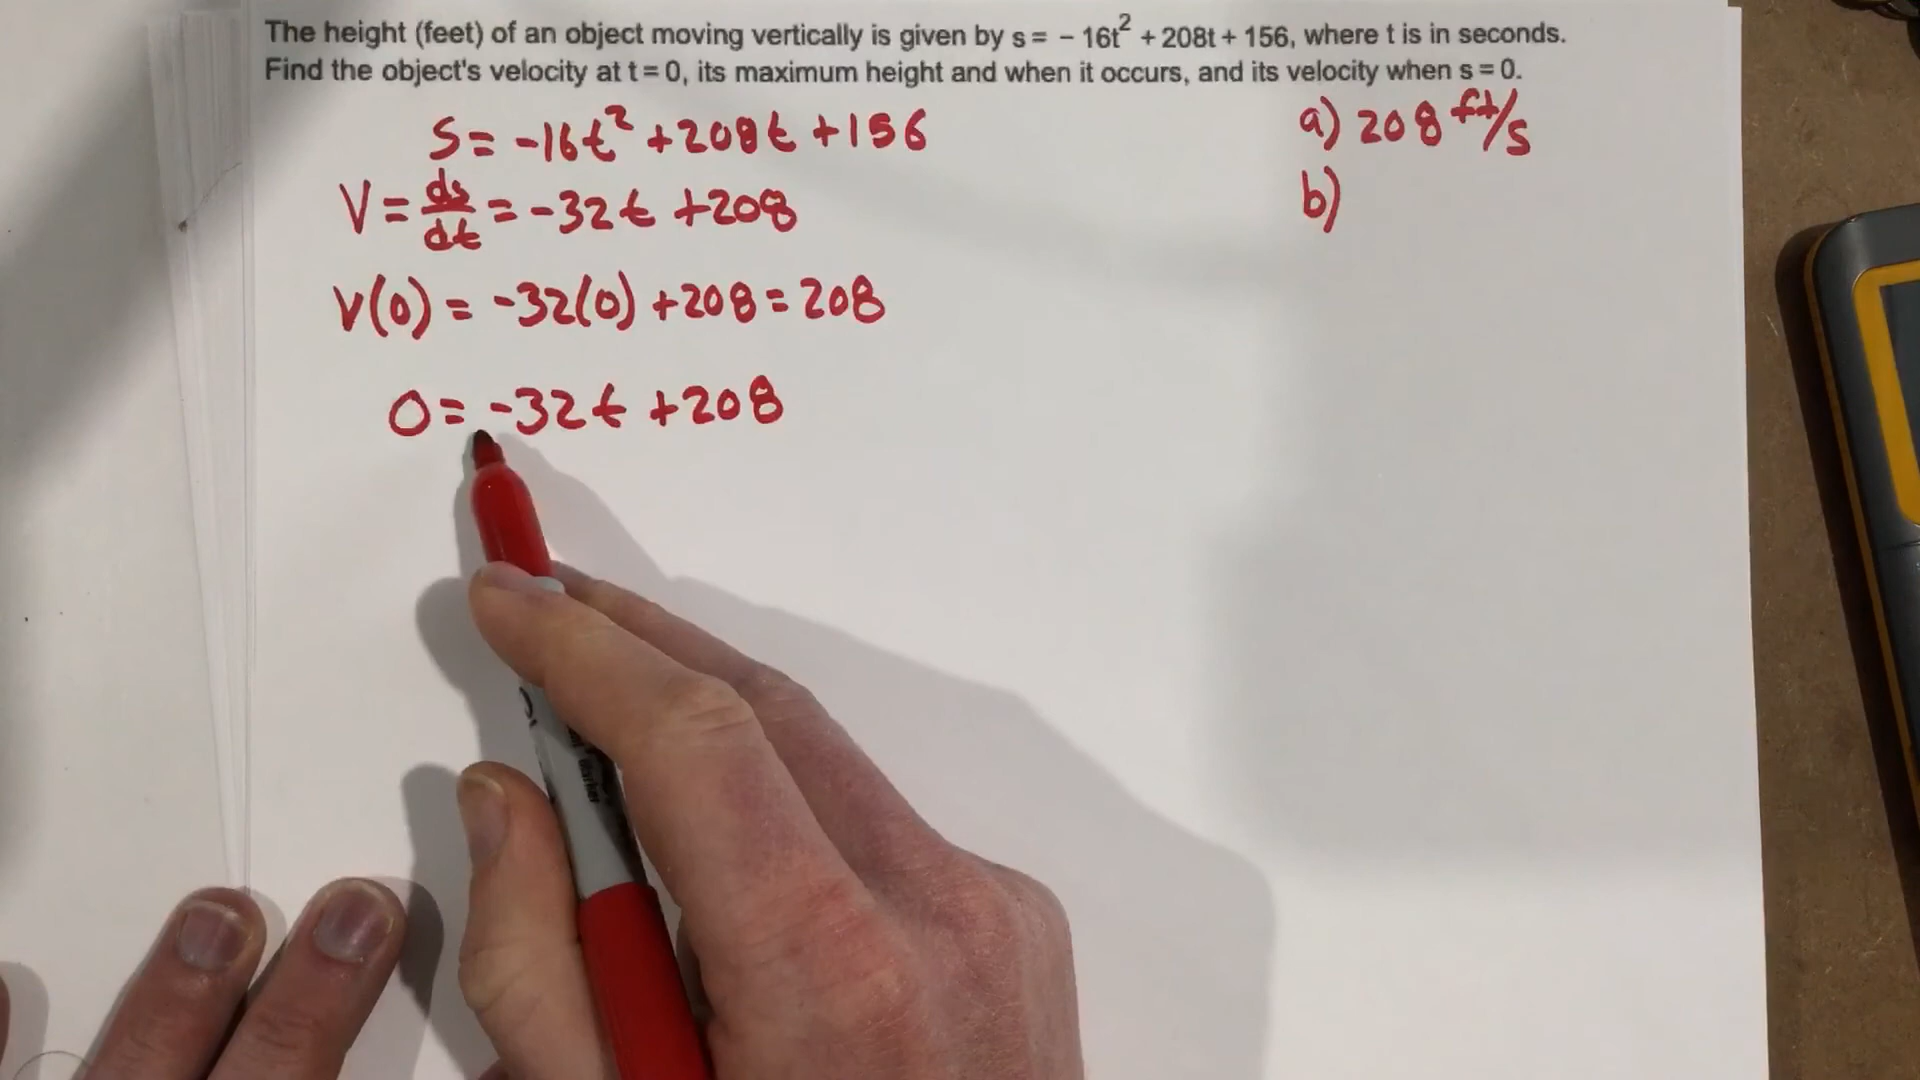 The height (feet) of an object moving vertically is given by s = − 16t² + 208t + 156, where t is in seconds.
Find the object's velocity at t = 0, its maximum height and when it occurs, and its velocity when s = 0.
S = -16t² + 208t + 156
a) 208 ft/s
V = ds/dt = -32t + 208
b)
V(0) = -32(0) + 208 = 208
0 = -32t + 208